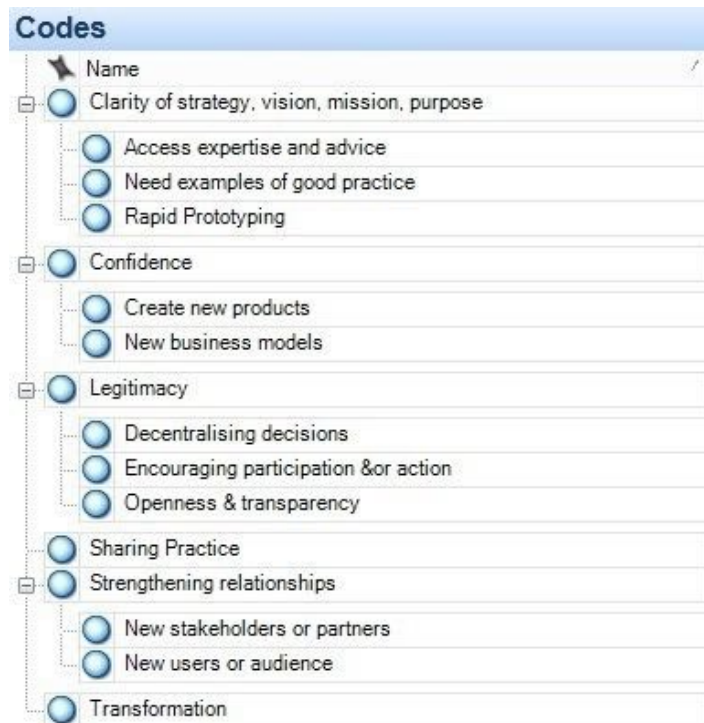 Codes
Name
Clarity of strategy, vision, mission, purpose
Access expertise and advice
Need examples of good practice
Rapid Prototyping
Confidence
Create new products
New business models
Legitimacy
Decentralising decisions
Encouraging participation &or action
Openness & transparency
Sharing Practice
Strengthening relationships
New stakeholders or partners
New users or audience
Transformation